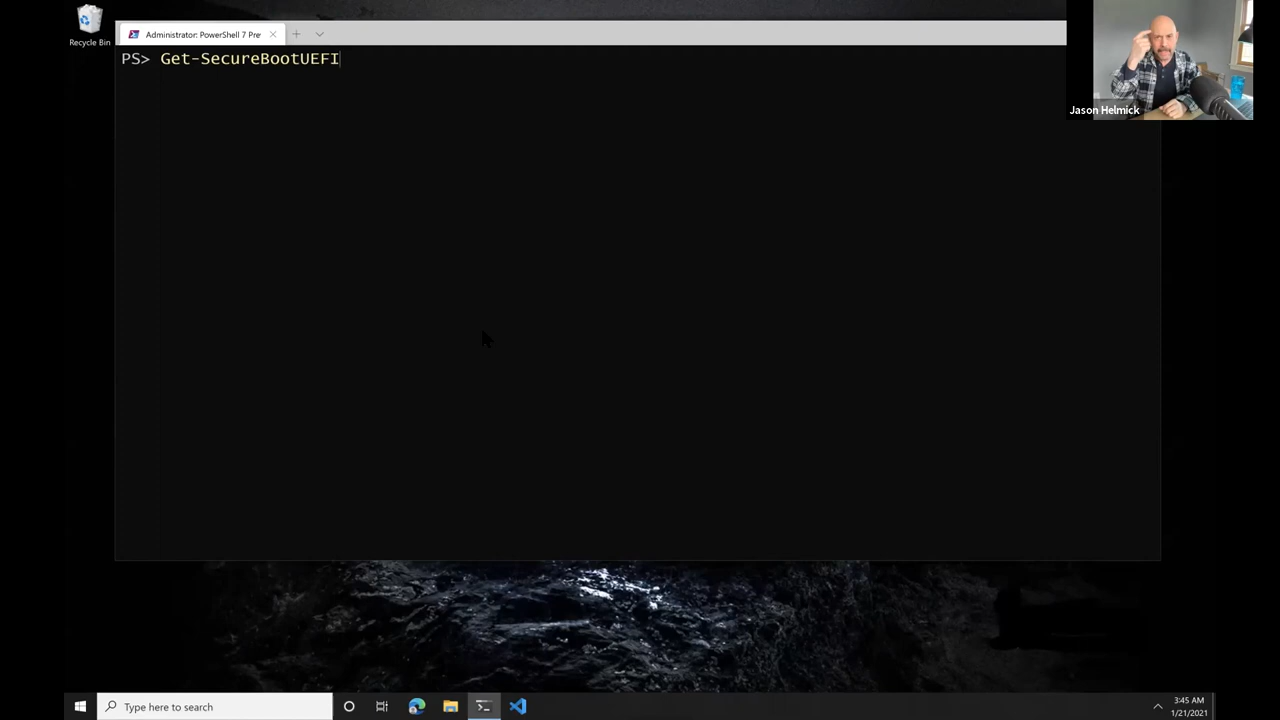 Recycle Bin
Administrator: PowerShell 7 Pre
PS> Get-SecureBootUEFI
Jason Helmick
Type here to search
3:45 AM
1/21/2021